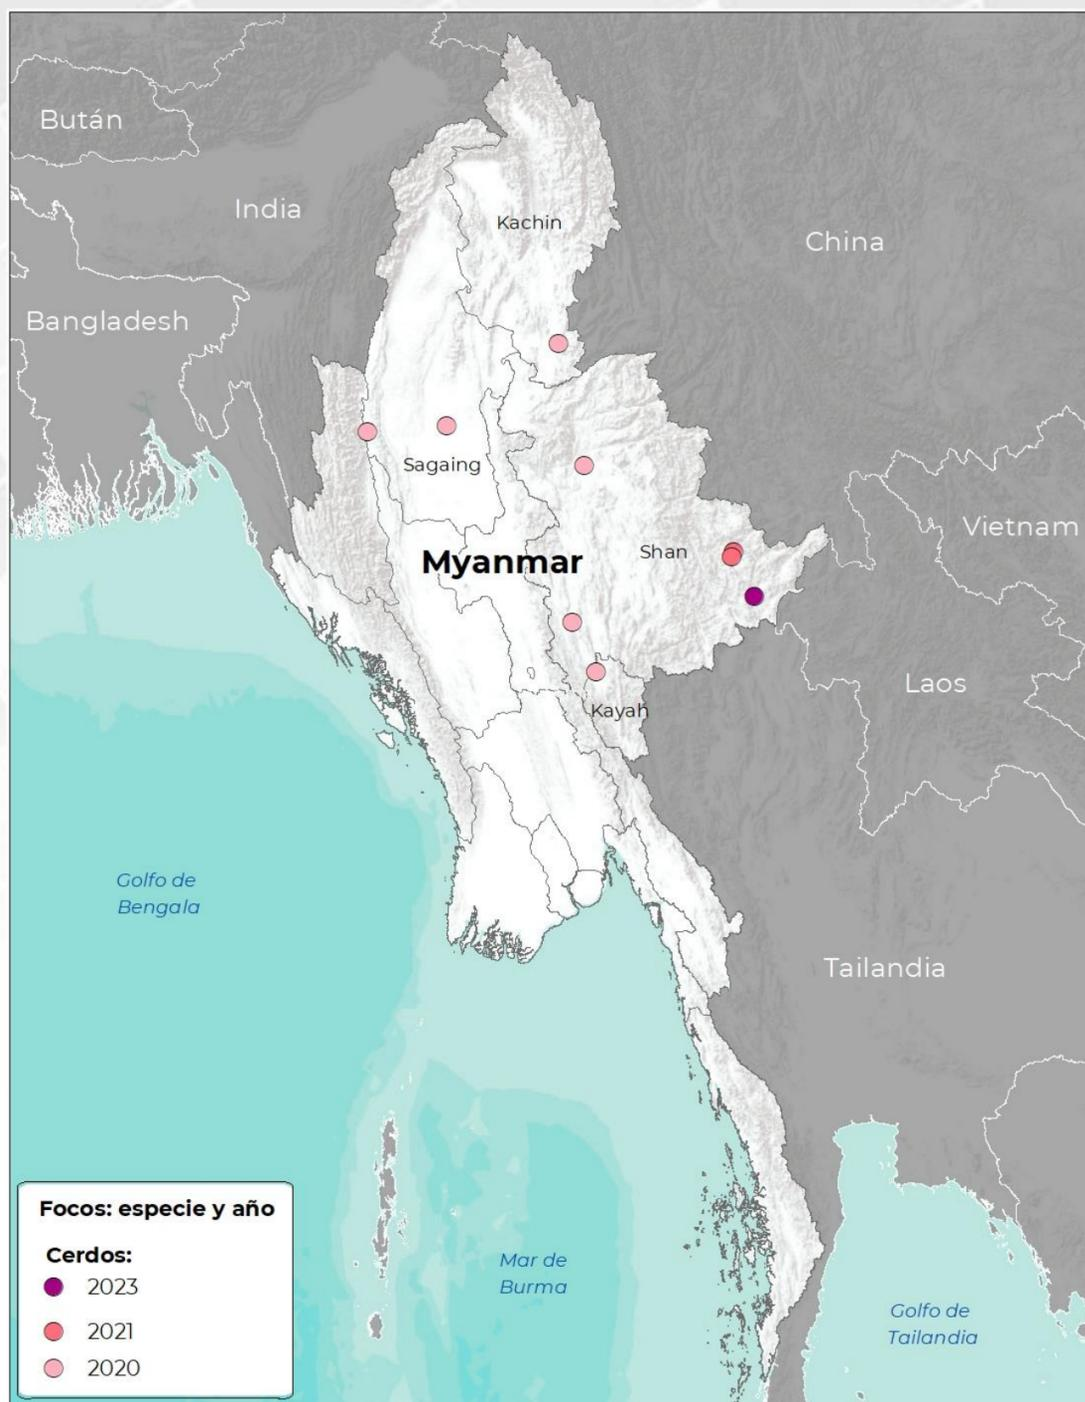 Bután
India
Kachin
China
Bangladesh
Sagaing
Vietnam
Shan
Myanmar
Laos
Kayah
Golfo de
Bengala
Tailandia
Focos: especie y año
Cerdos:
2023
2021
2020
Mar de
Burma
Golfo de
Tailandia